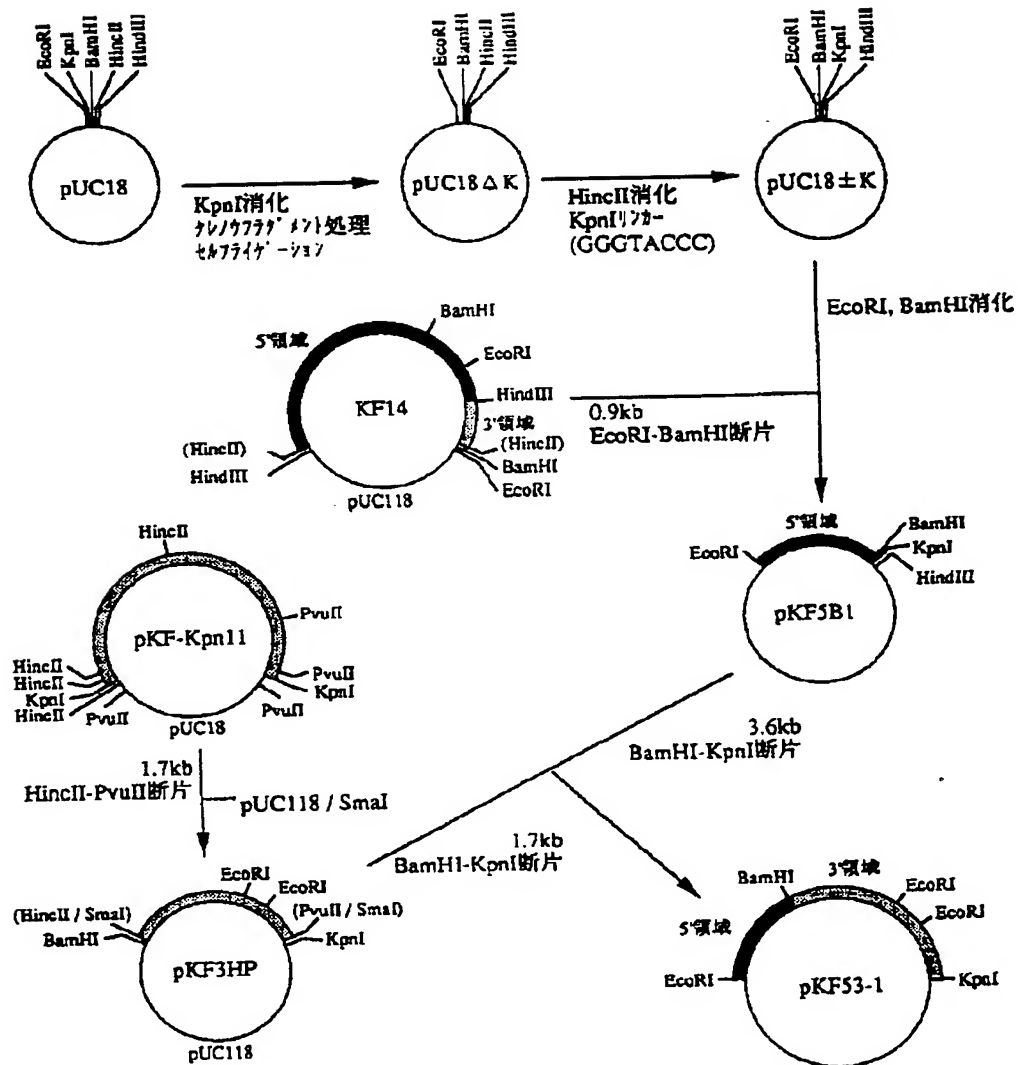 EcoRI
KpnI
BamHI
HincII
HindIII
EcoRI
BamHI
HincII
HindIII
EcoRI
BamHI
KpnI
HindIII
pUC18
pUC18ΔK
pUC18±K
KpnI消化
クレノウフラグメント処理
セルフライゲーション
HincII消化
KpnIリンカー
(GGGTACCC)
EcoRI, BamHI消化
5'領域
BamHI
EcoRI
HindIII
KF14
3'領域
(HincII)
(HincII)
HindIII
BamHI
EcoRI
pUC118
0.9kb
EcoRI-BamHI断片
5'領域
EcoRI
BamHI
KpnI
HindIII
pKF5B1
HincII
PvuII
pKF-Kpn11
HincII
HincII
KpnI
HincII
PvuII
PvuII
KpnI
PvuII
pUC18
1.7kb
HincII-PvuII断片
pUC118 / SmaI
3.6kb
BamHI-KpnI断片
1.7kb
BamHI-KpnI断片
EcoRI
EcoRI
(HincII / SmaI)
(PvuII / SmaI)
BamHI
KpnI
pKF3HP
pUC118
BamHI
3'領域
EcoRI
EcoRI
5'領域
EcoRI
KpnI
pKF53-1